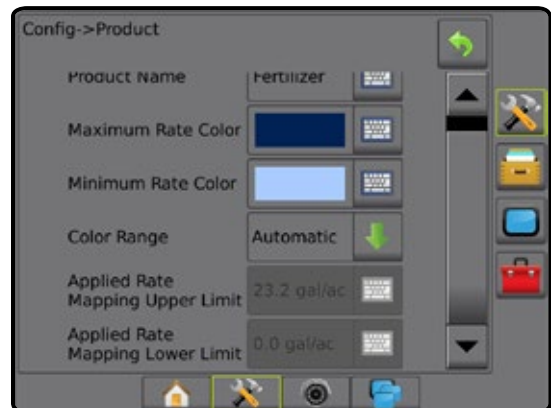 Config->Product
Product Name
Fertilizer
Maximum Rate Color
Minimum Rate Color
Color Range
Automatic
Applied Rate
Mapping Upper Limit
23.2 gal/ac
Applied Rate
Mapping Lower Limit
0.0 gal/ac